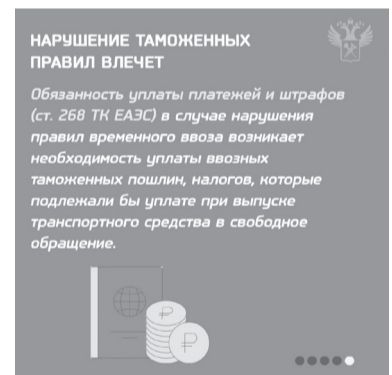 НАРУШЕНИЕ ТАМОЖЕННЫХ
ПРАВИЛ ВЛЕЧЕТ
Обязанность уплаты платежей и штрафов
(ст. 268 ТК ЕАЭС) в случае нарушения
правил временного ввоза возникает
необходимость уплаты ввозных
таможенных пошлин, налогов, которые
подлежали бы уплате при выпуске
транспортного средства в свободное
обращение.
₽
₽